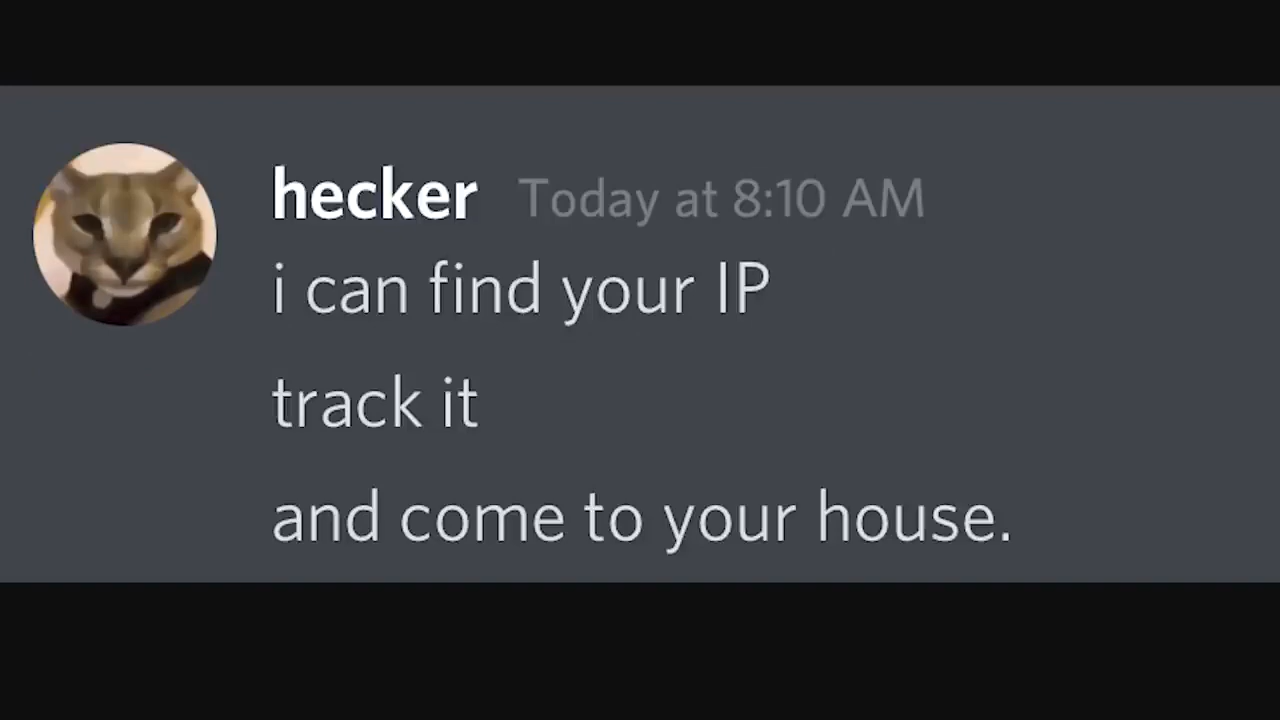 hecker Today at 8:10 AM
i can find your IP
track it
and come to your house.